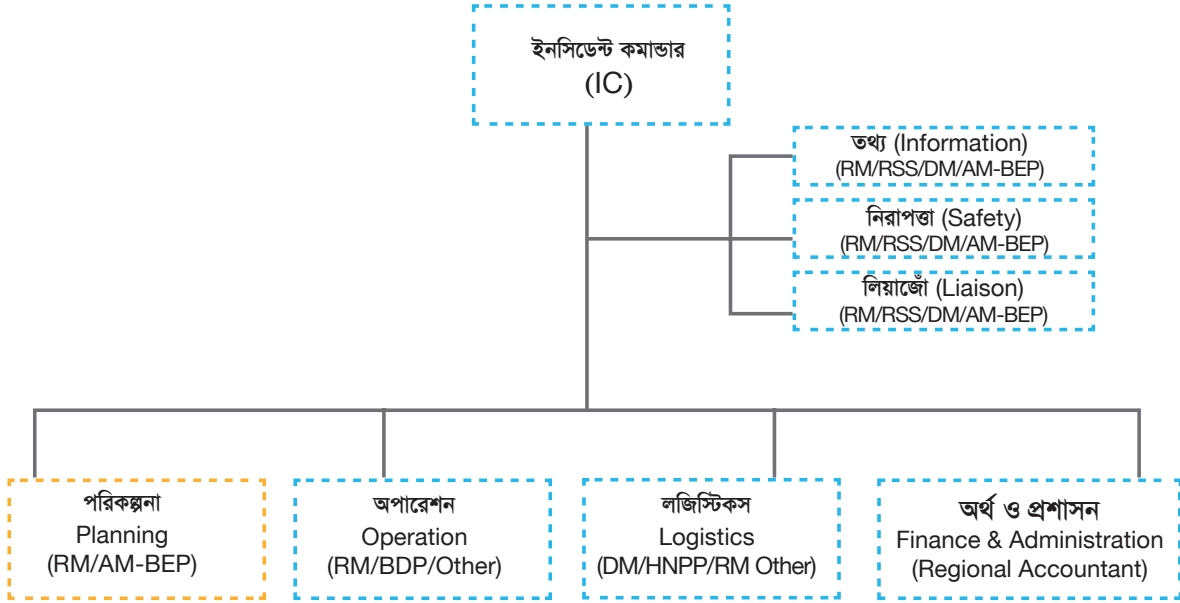 ইনসিডেন্ট কমান্ডার
(IC)
তথ্য (Information)
(RM/RSS/DM/AM-BEP)
নিরাপত্তা (Safety)
(RM/RSS/DM/AM-BEP)
লিয়াজোঁ (Liaison)
(RM/RSS/DM/AM-BEP)
পরিকল্পনা
Planning
(RM/AM-BEP)
অপারেশন
Operation
(RM/BDP/Other)
লজিস্টিকস
Logistics
(DM/HNPP/RM Other)
অর্থ ও প্রশাসন
Finance & Administration
(Regional Accountant)